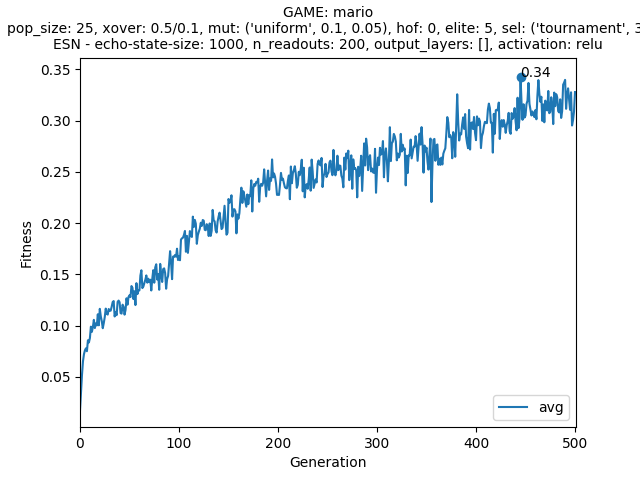 GAME: mario
pop_size: 25, xover: 0.5/0.1, mut: ('uniform', 0.1, 0.05), hof: 0, elite: 5, sel: ('tournament', 3
ESN - echo-state-size: 1000, n_readouts: 200, output_layers: [], activation: relu
0.35
0.34
0.30
0.25
0.20
0.15
0.10
0.05
Fitness
avg
0 100 200 300 400 500
Generation